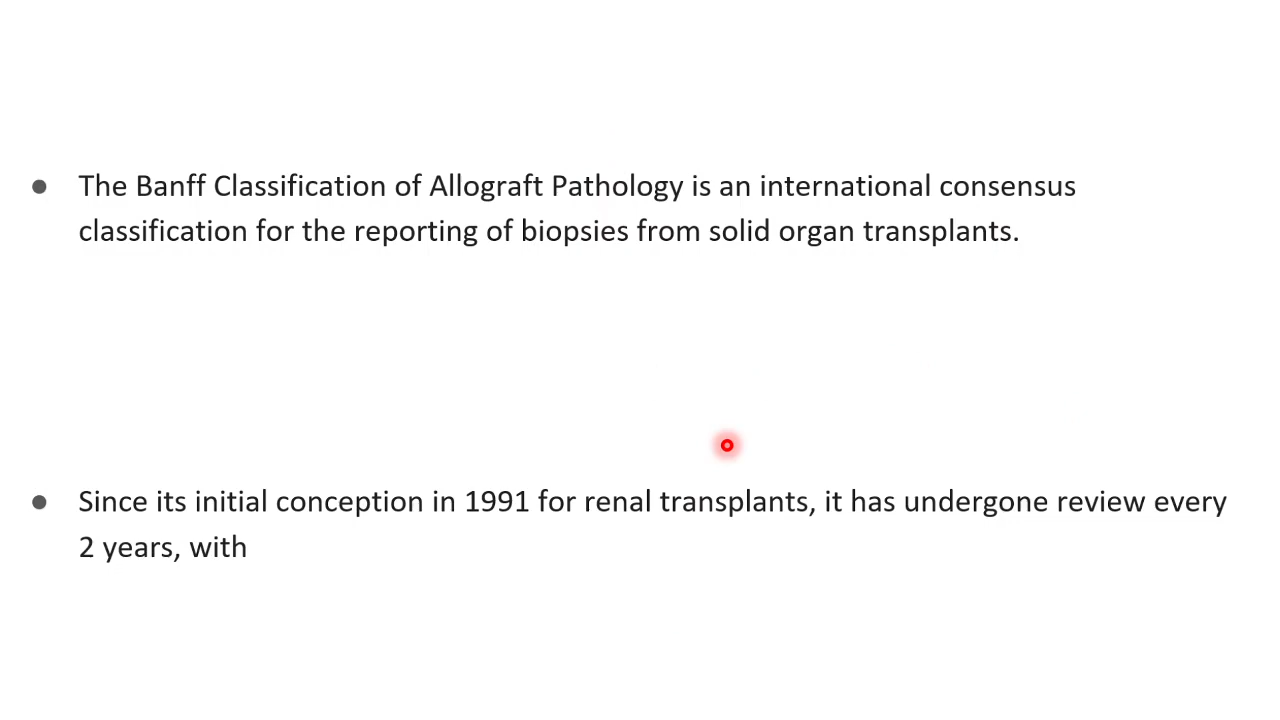 ● The Banff Classification of Allograft Pathology is an international consensus
classification for the reporting of biopsies from solid organ transplants.
● Since its initial conception in 1991 for renal transplants, it has undergone review every
2 years, with